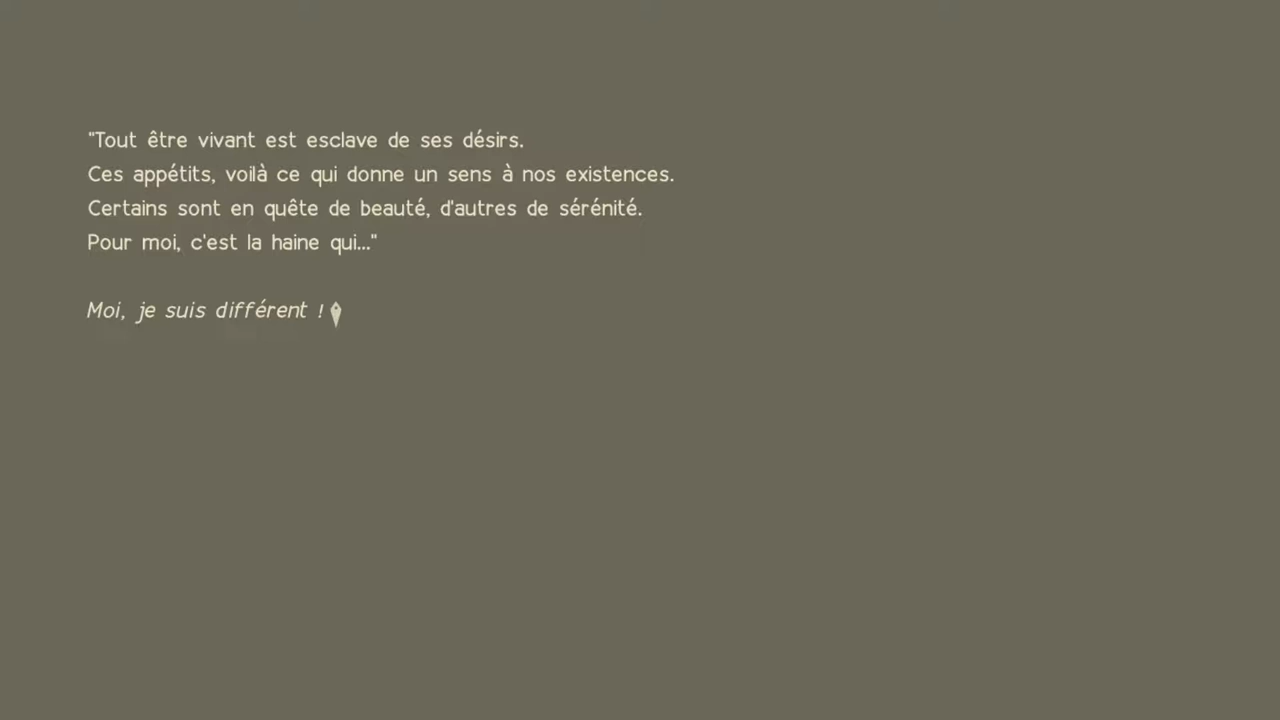 "Tout être vivant est esclave de ses désirs.
Ces appétits, voilà ce qui donne un sens à nos existences.
Certains sont en quête de beauté, d'autres de sérénité.
Pour moi, c'est la haine qui..."
Moi, je suis différent !